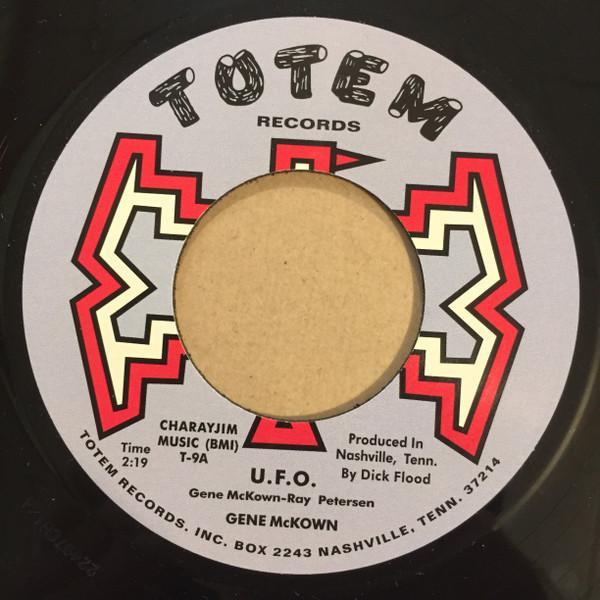 TOTEM
RECORDS
CHARAYJIM
MUSIC (BMI)
T-9A
Time
2:19
Produced In
Nashville, Tenn.
By Dick Flood
U.F.O.
Gene McKown-Ray Petersen
GENE McKOWN
TOTEM RECORDS. INC. BOX 2243 NASHVILLE, TENN. 37214